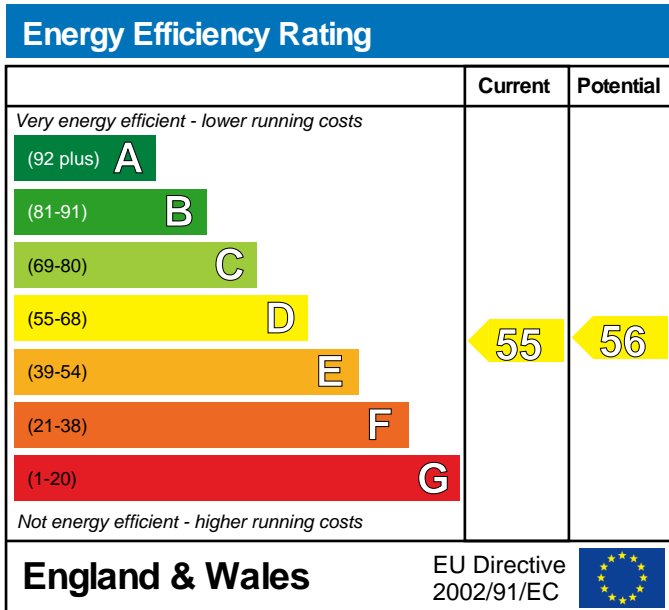 Energy Efficiency Rating
Current Potential
Very energy efficient - lower running costs
(92 plus) A
(81-91) B
(69-80) C
(55-68) D
55 56
(39-54) E
(21-38) F
(1-20) G
Not energy efficient - higher running costs
England & Wales
EU Directive
2002/91/EC